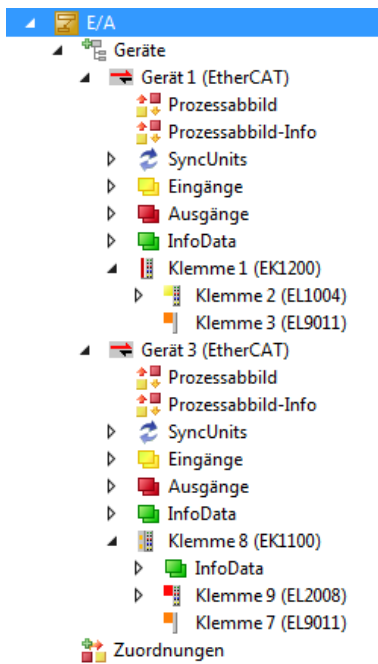 E/A
Geräte
Gerät 1 (EtherCAT)
Prozessabbild
Prozessabbild-Info
SyncUnits
Eingänge
Ausgänge
InfoData
Klemme 1 (EK1200)
Klemme 2 (EL1004)
Klemme 3 (EL9011)
Gerät 3 (EtherCAT)
Prozessabbild
Prozessabbild-Info
SyncUnits
Eingänge
Ausgänge
InfoData
Klemme 8 (EK1100)
InfoData
Klemme 9 (EL2008)
Klemme 7 (EL9011)
Zuordnungen